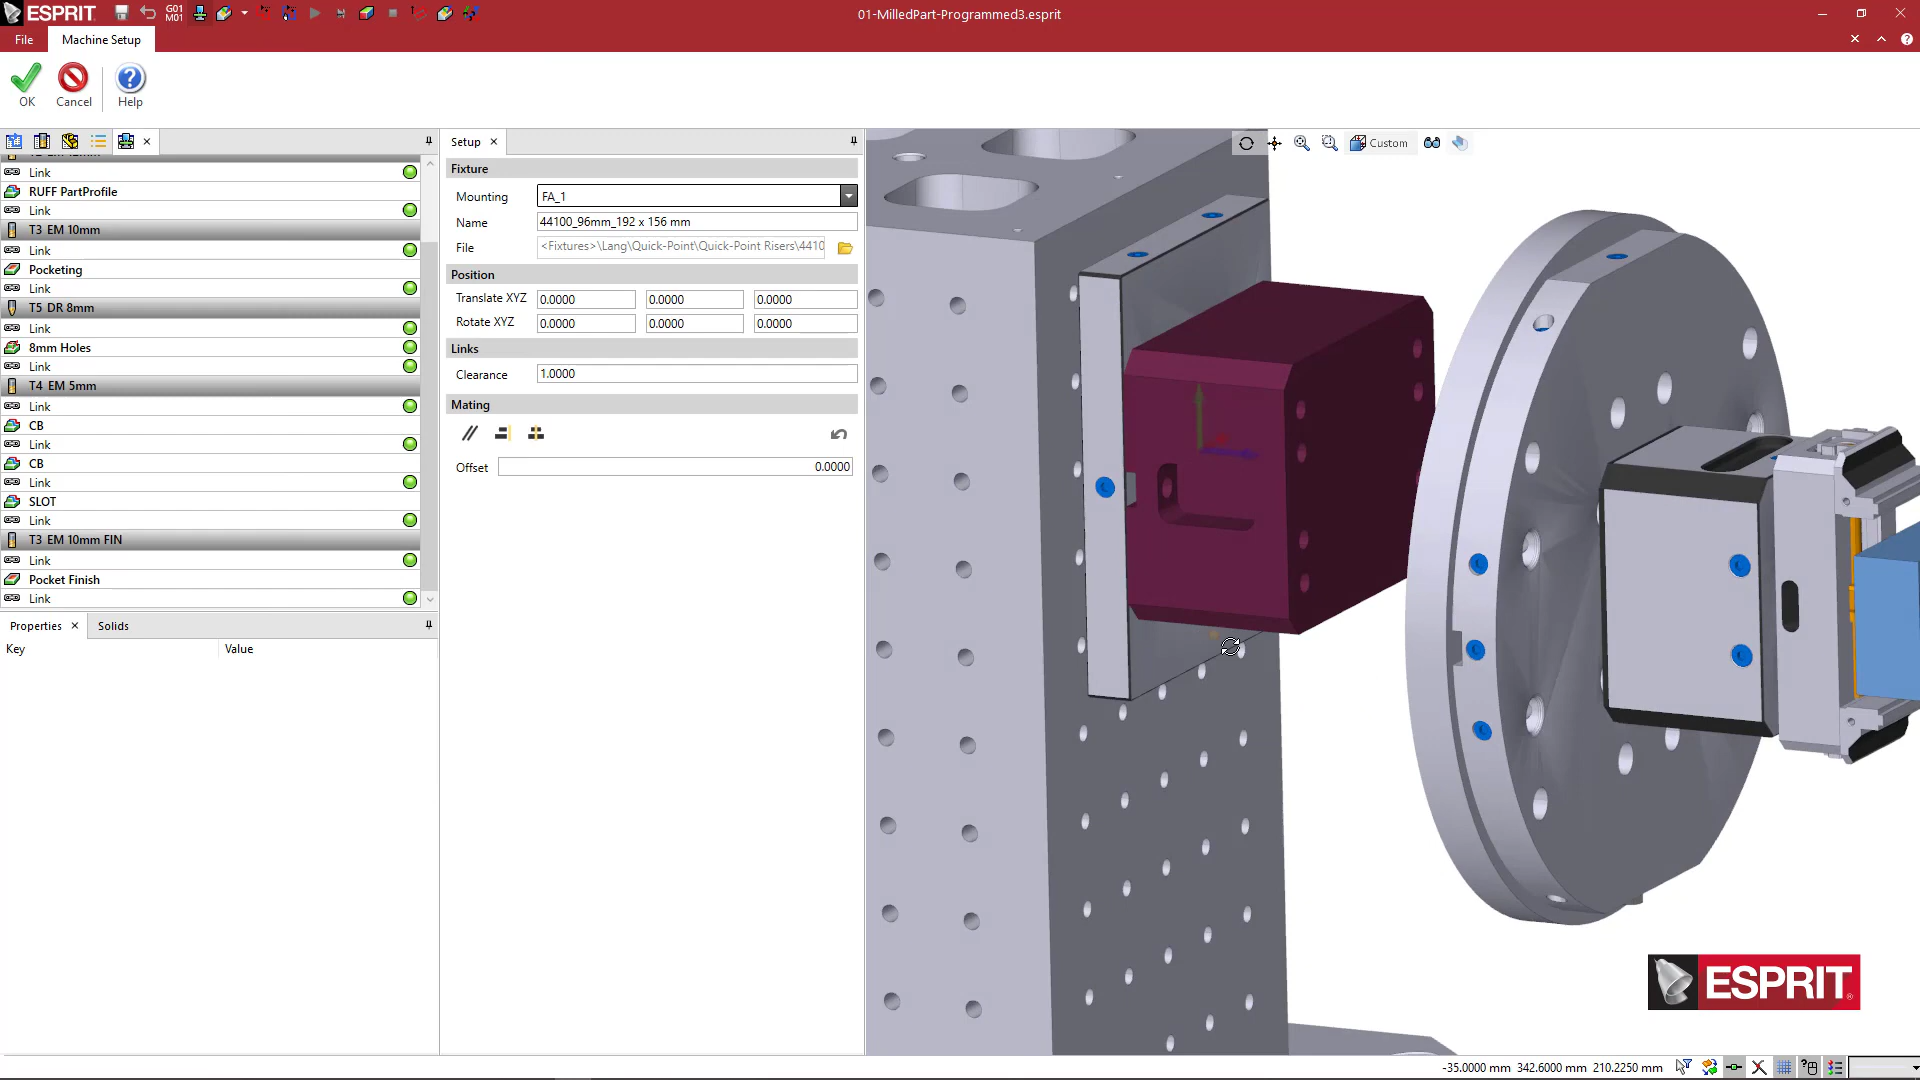 ESPRIT
G01
M01
01-MilledPart-Programmed3.esprit
File
Machine Setup
OK
Cancel
Help
Link
RUFF PartProfile
Link
T3 EM 10mm
Link
Pocketing
Link
T5 DR 8mm
Link
8mm Holes
Link
T4 EM 5mm
Link
CB
Link
CB
Link
SLOT
Link
T3 EM 10mm FIN
Link
Pocket Finish
Link
Properties
Solids
Key
Value
Setup
Fixture
Mounting
FA_1
Name
44100_96mm_192 x 156 mm
File
<Fixtures>\Lang\Quick-Point\Quick-Point Risers\4410
Position
Translate XYZ
0.0000
0.0000
0.0000
Rotate XYZ
0.0000
0.0000
0.0000
Links
Clearance
1.0000
Mating
Offset
0.0000
Custom
ESPRIT
-35.0000 mm 342.6000 mm 210.2250 mm